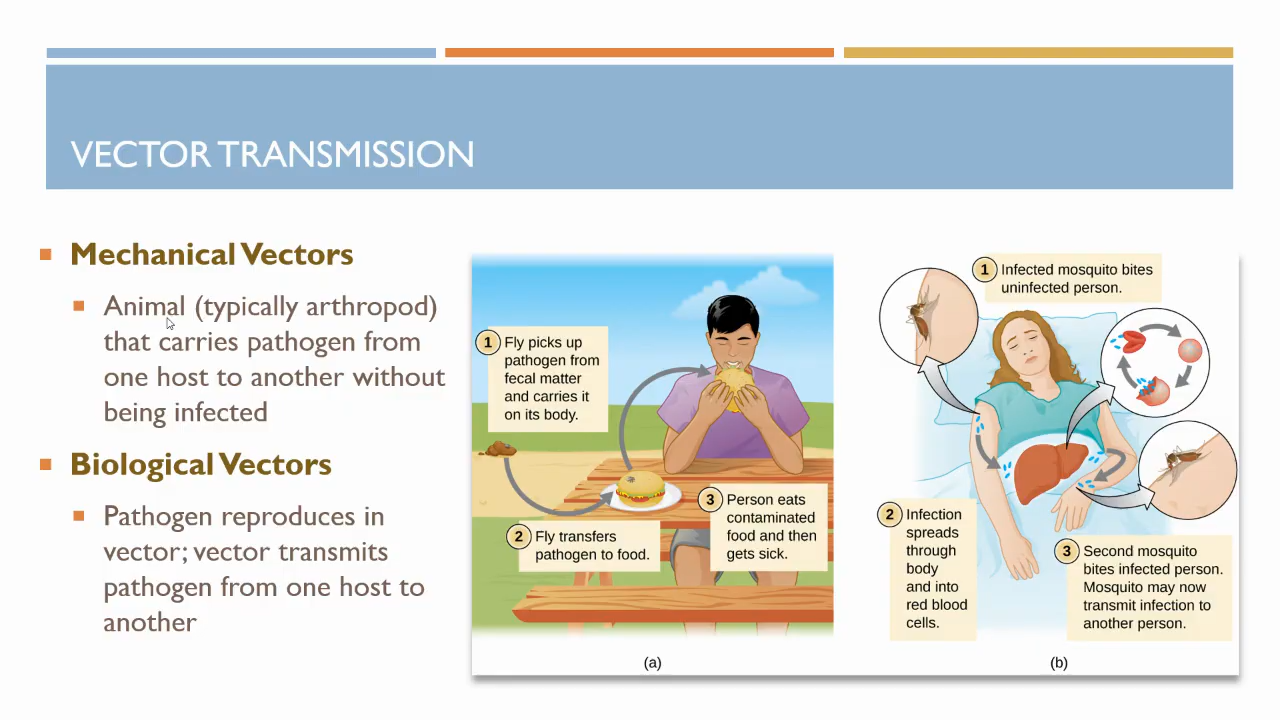 VECTOR TRANSMISSION
Mechanical Vectors
Animal (typically arthropod)
that carries pathogen from
one host to another without
being infected
Biological Vectors
Pathogen reproduces in
vector; vector transmits
pathogen from one host to
another
1 Fly picks up
pathogen from
fecal matter
and carries it
on its body.
2 Fly transfers
pathogen to food.
3 Person eats
contaminated
food and then
gets sick.
(a)
1 Infected mosquito bites
uninfected person.
2 Infection
spreads
through
body
and into
red blood
cells.
3 Second mosquito
bites infected person.
Mosquito may now
transmit infection to
another person.
(b)